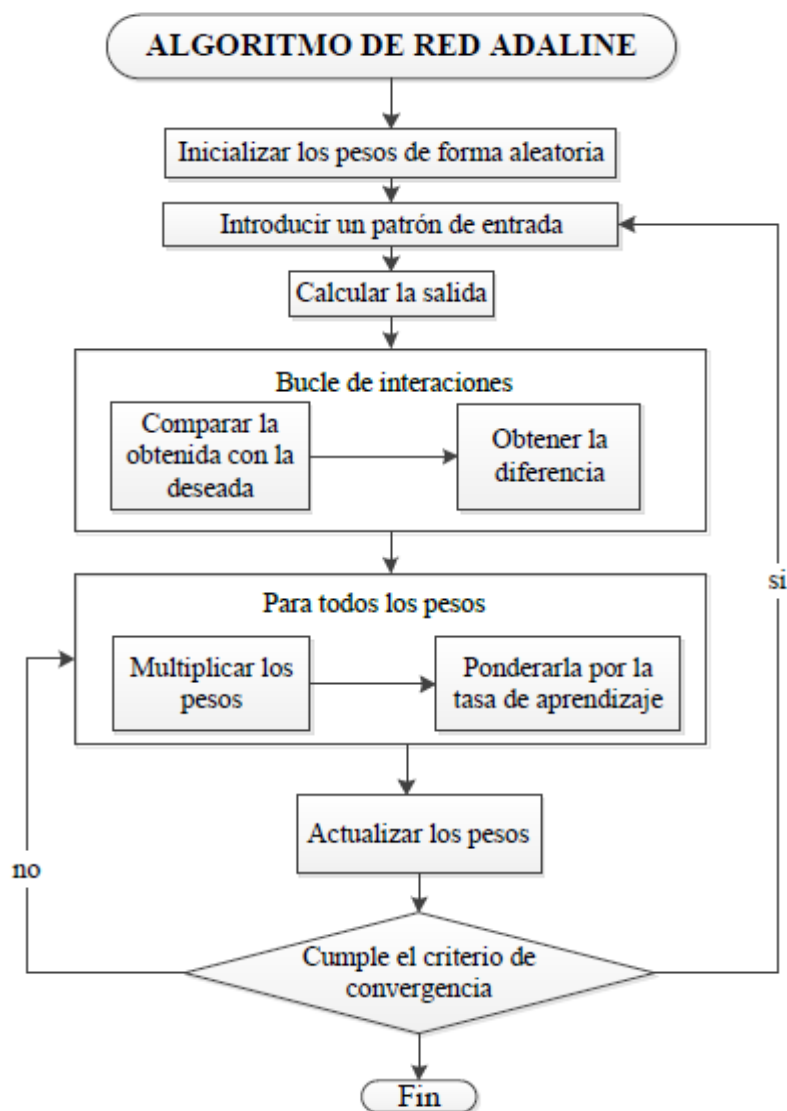 ALGORITMO DE RED ADALINE
Inicializar los pesos de forma aleatoria
Introducir un patrón de entrada
Calcular la salida
Bucle de interaciones
Comparar la
obtenida con la
deseada
Obtener la
diferencia
Para todos los pesos
Multiplicar los
pesos
Ponderarla por la
tasa de aprendizaje
Actualizar los pesos
Cumple el criterio de
convergencia
no
si
Fin